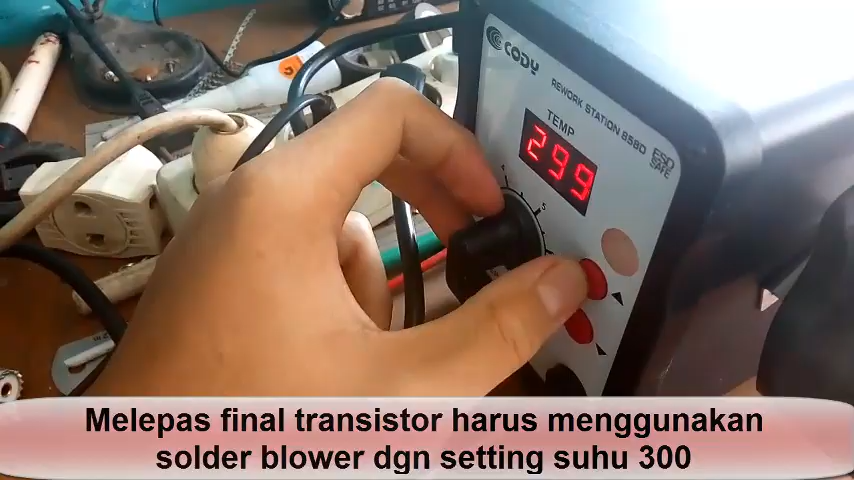 CODY
REWORK STATION 858D
ESD
SAFE
TEMP
299
5
Melepas final transistor harus menggunakan
solder blower dgn setting suhu 300